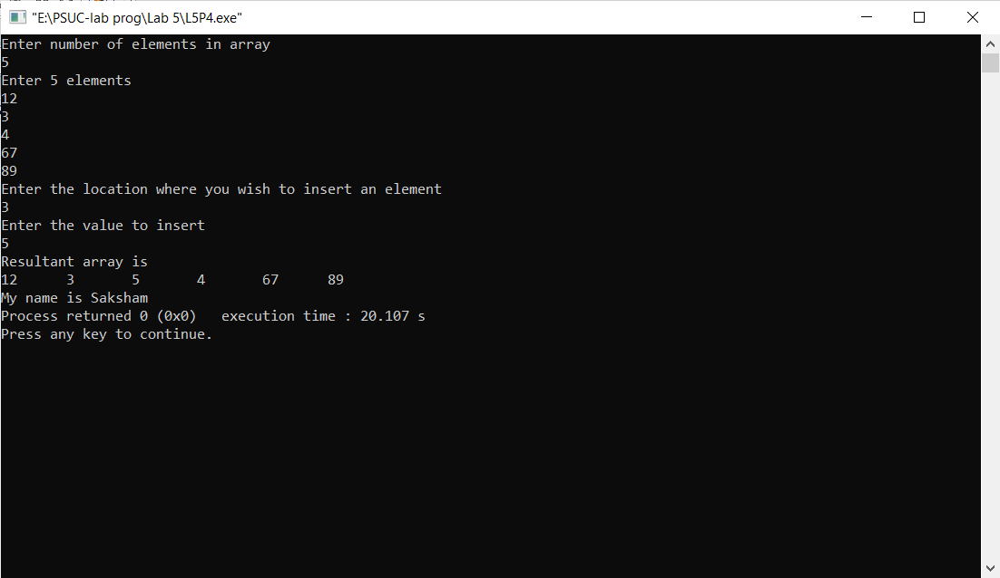 "E:\PSUC-lab prog\Lab 5\L5P4.exe"
Enter number of elements in array
5
Enter 5 elements
12
3
4
67
89
Enter the location where you wish to insert an element
3
Enter the value to insert
5
Resultant array is
12      3       5       4       67      89
My name is Saksham
Process returned 0 (0x0)   execution time : 20.107 s
Press any key to continue.